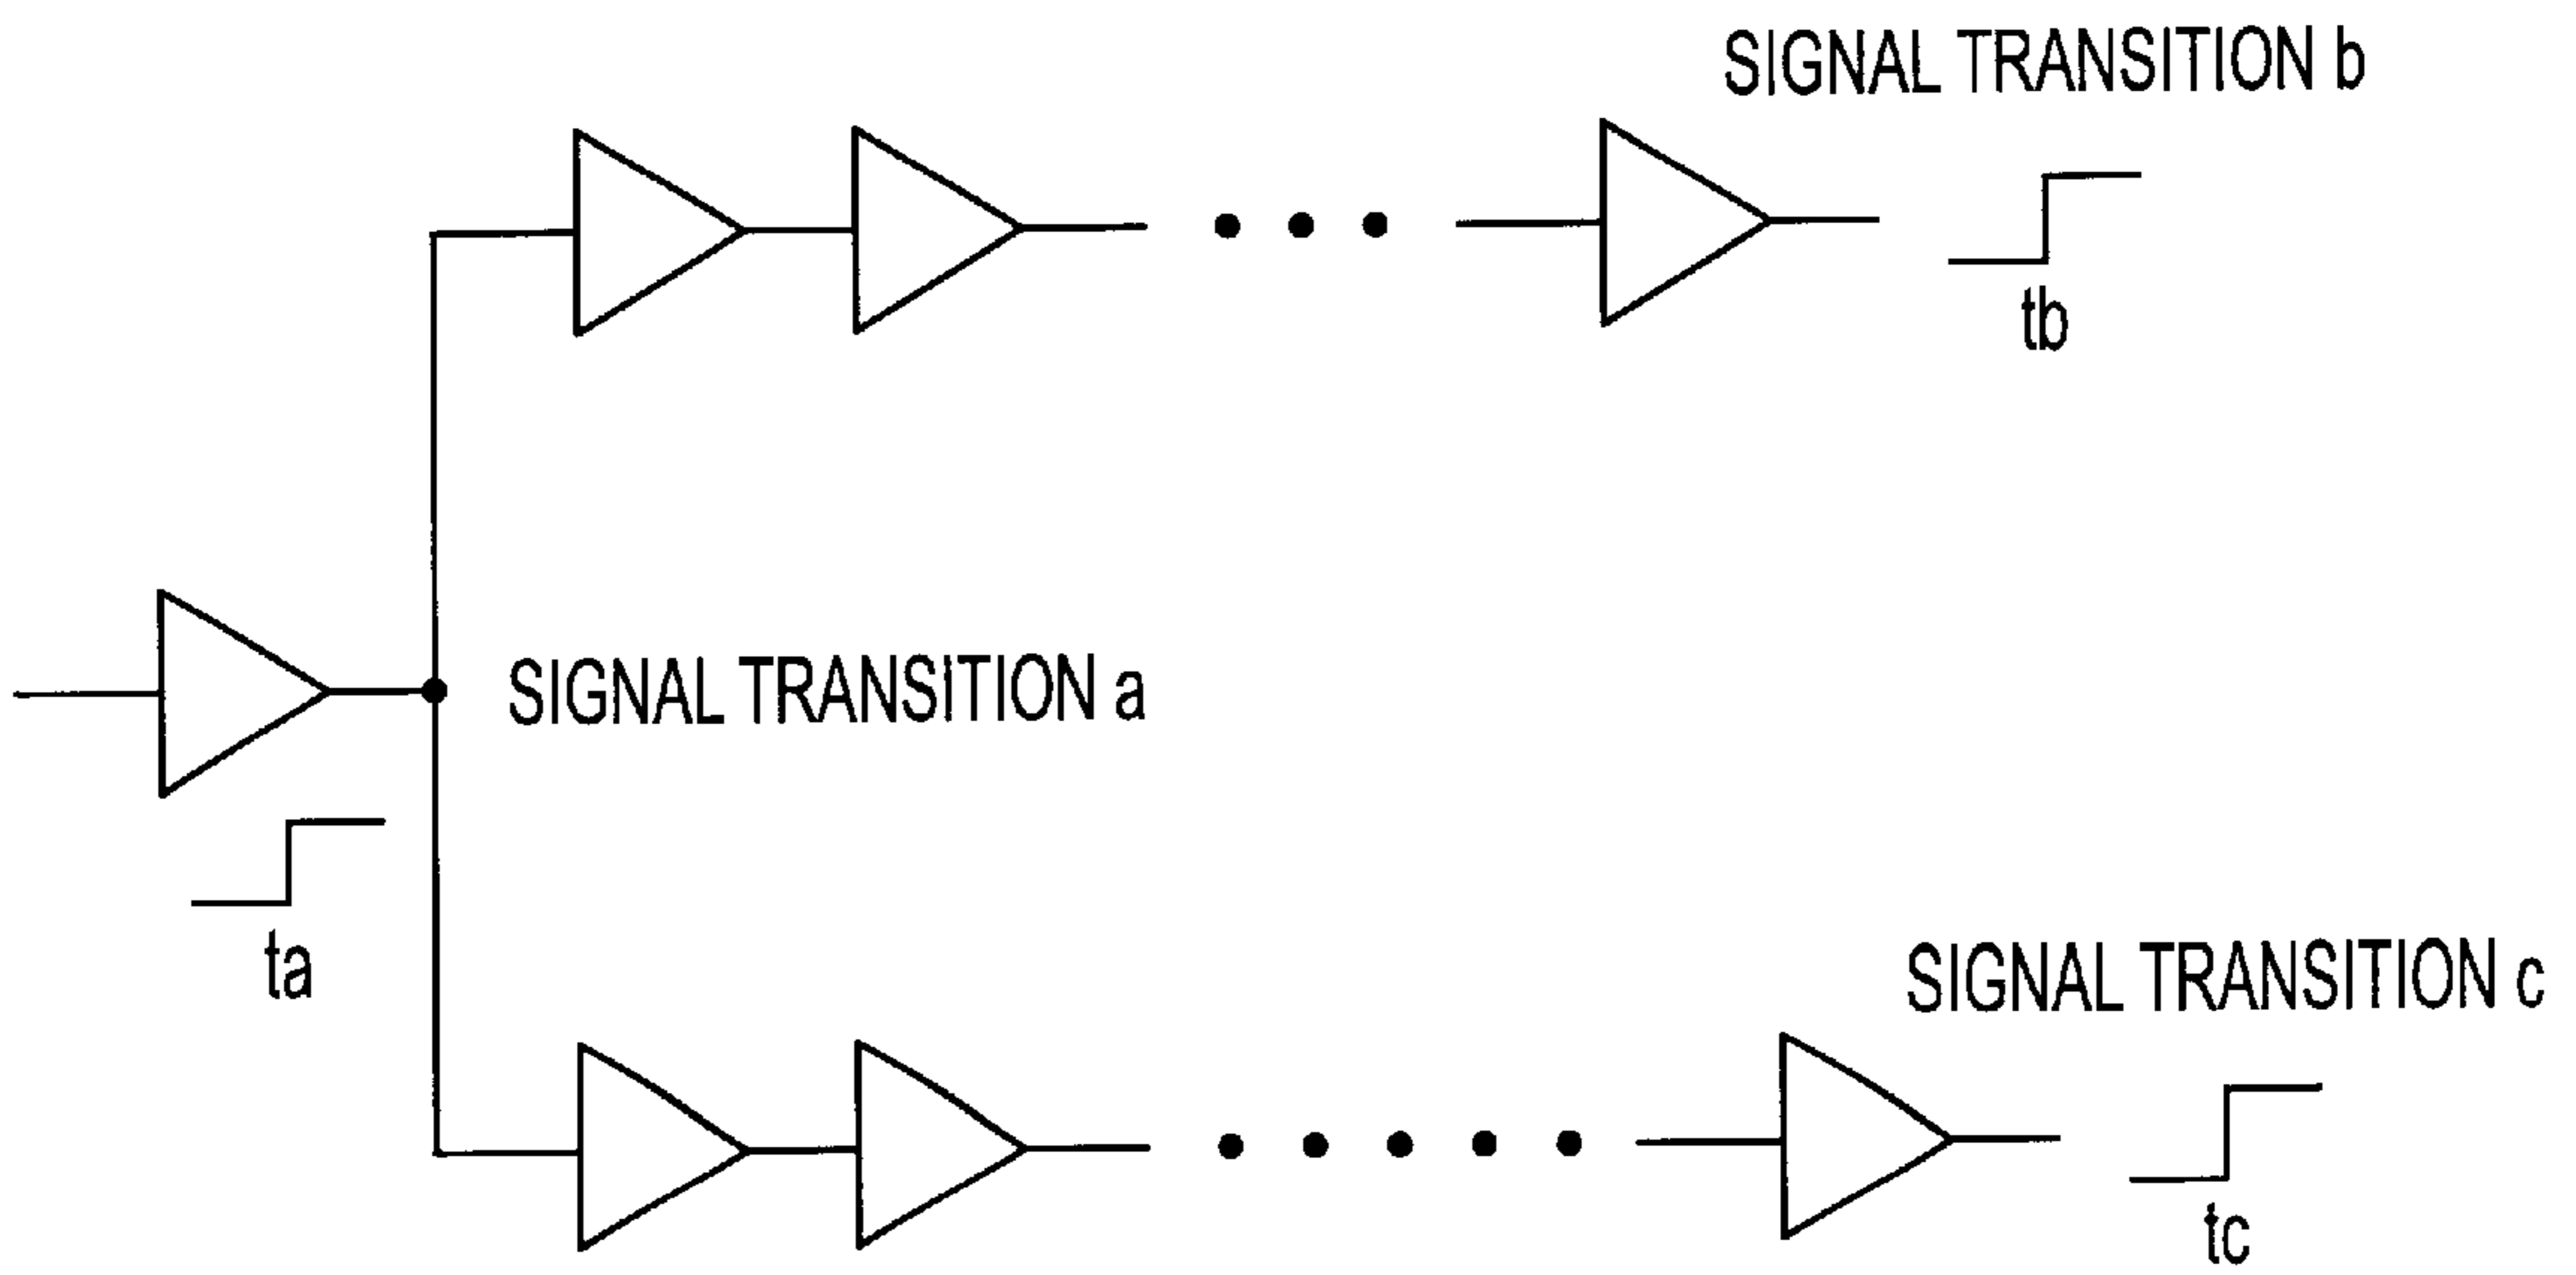 SIGNAL TRANSITION b
tb
SIGNAL TRANSITION a
ta
SIGNAL TRANSITION c
tc